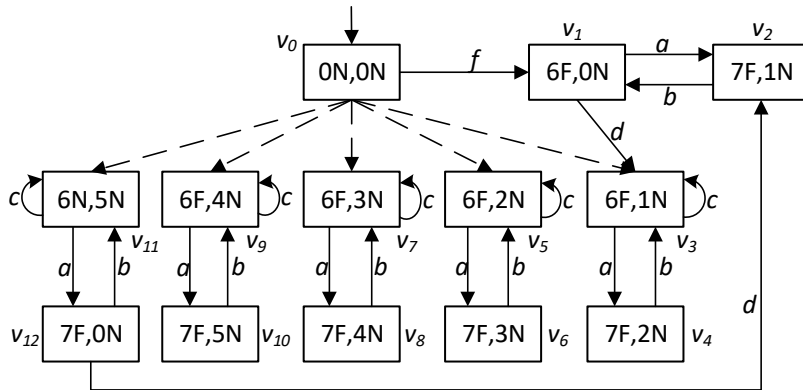 v0 v1 v2
0N,0N f 6F,0N a 7F,1N
b
d
c 6N,5N 6F,4N c 6F,3N c 6F,2N c 6F,1N c
v11 v9 v7 v5 v3
a b a b a b a b a b d
v12 7F,0N 7F,5N v10 7F,4N v8 7F,3N v6 7F,2N v4